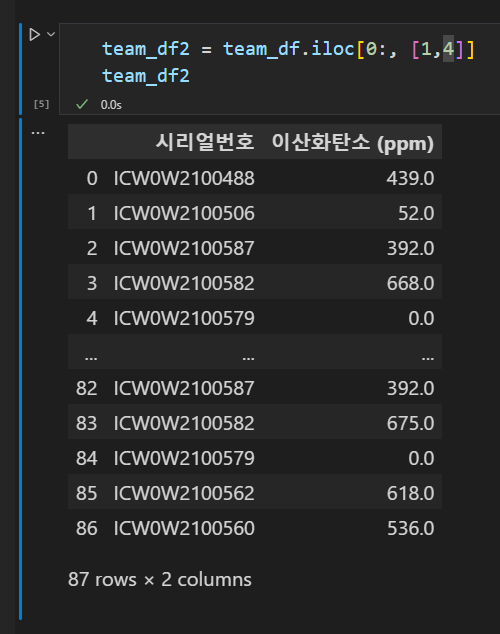 team_df2 = team_df.iloc[0:, [1,4]]
team_df2
[5] 0.0s
...
시리얼번호 이산화탄소 (ppm)
0 ICW0W2100488 439.0
1 ICW0W2100506 52.0
2 ICW0W2100587 392.0
3 ICW0W2100582 668.0
4 ICW0W2100579 0.0
... ... ...
82 ICW0W2100587 392.0
83 ICW0W2100582 675.0
84 ICW0W2100579 0.0
85 ICW0W2100562 618.0
86 ICW0W2100560 536.0
87 rows × 2 columns